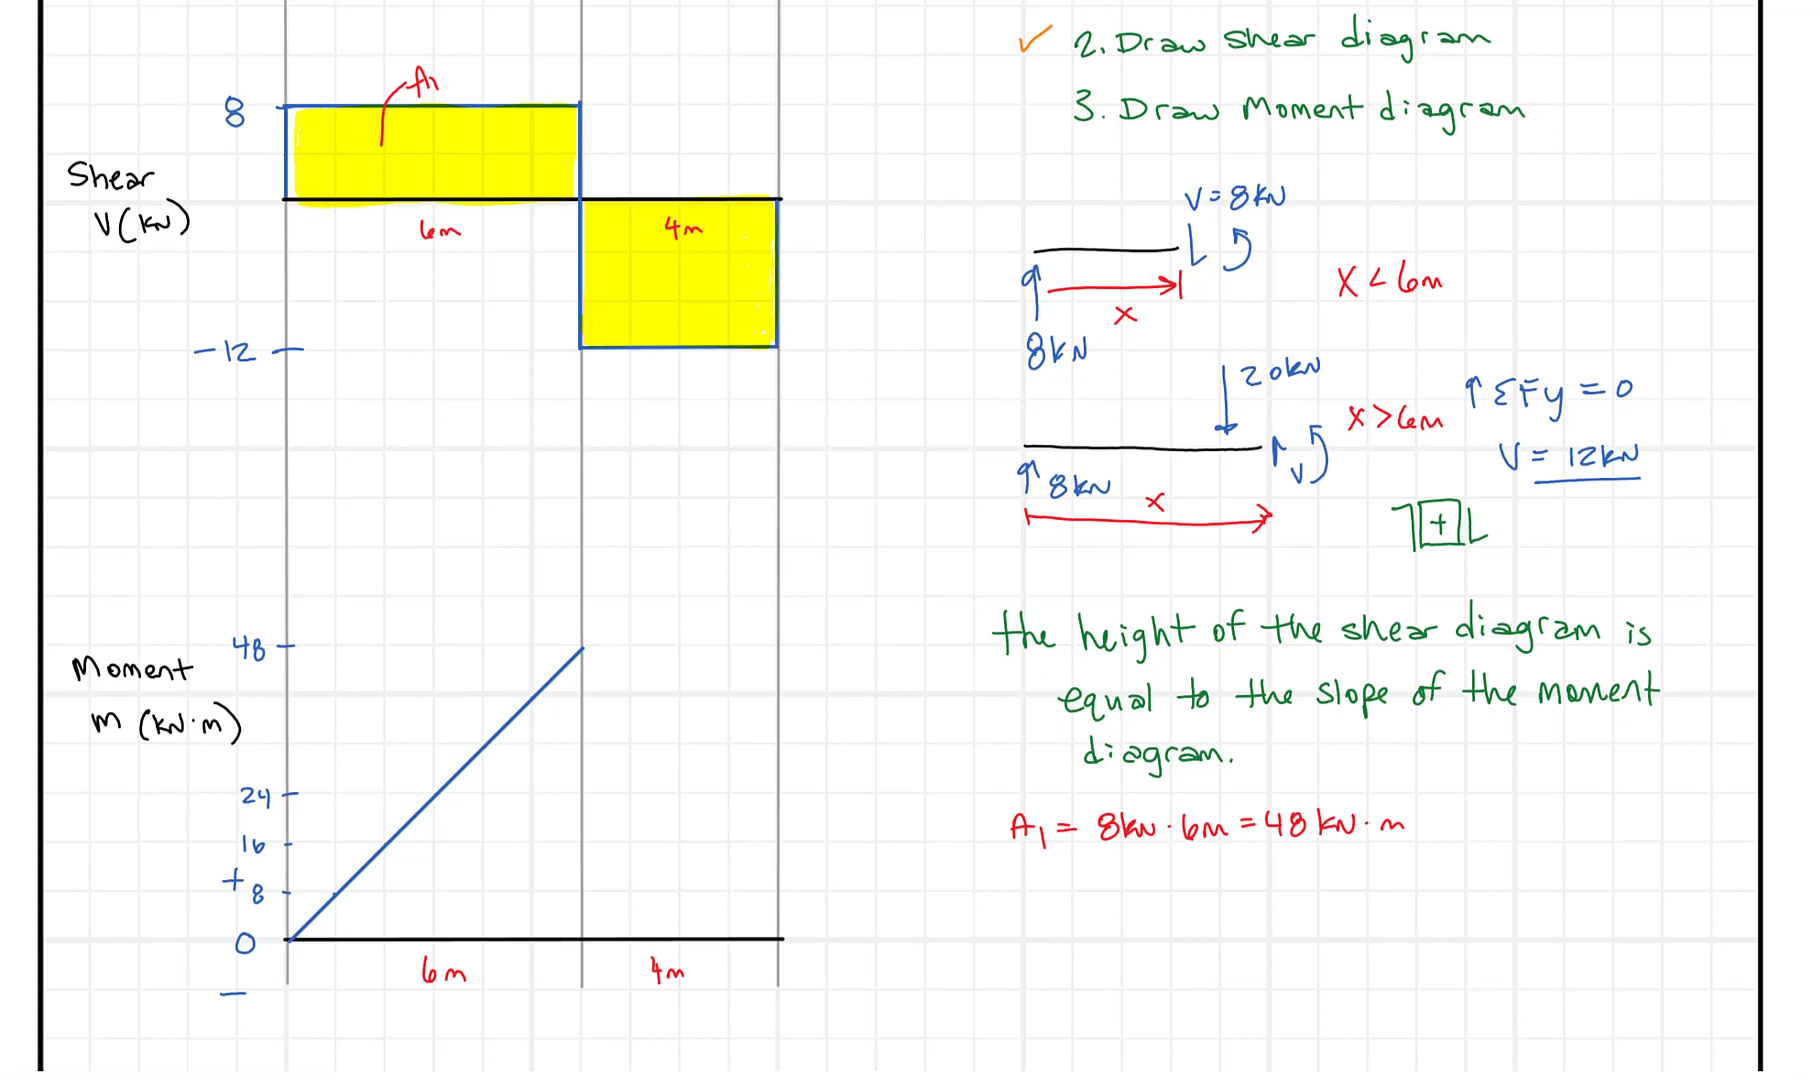 2. Draw shear diagram
3. Draw Moment diagram
A1
8
Shear
V(kN)
6m
4m
-12
V = 8kN
x < 6m
x
8kN
20kN
x > 6m
↑ ΣFy = 0
V = 12kN
V
8kN
x
+
the height of the shear diagram is
equal to the slope of the moment
diagram.
A1 = 8kN · 6m = 48 kN · m
48
Moment
m (kN·m)
24
16
+
8
0
6m
4m
−